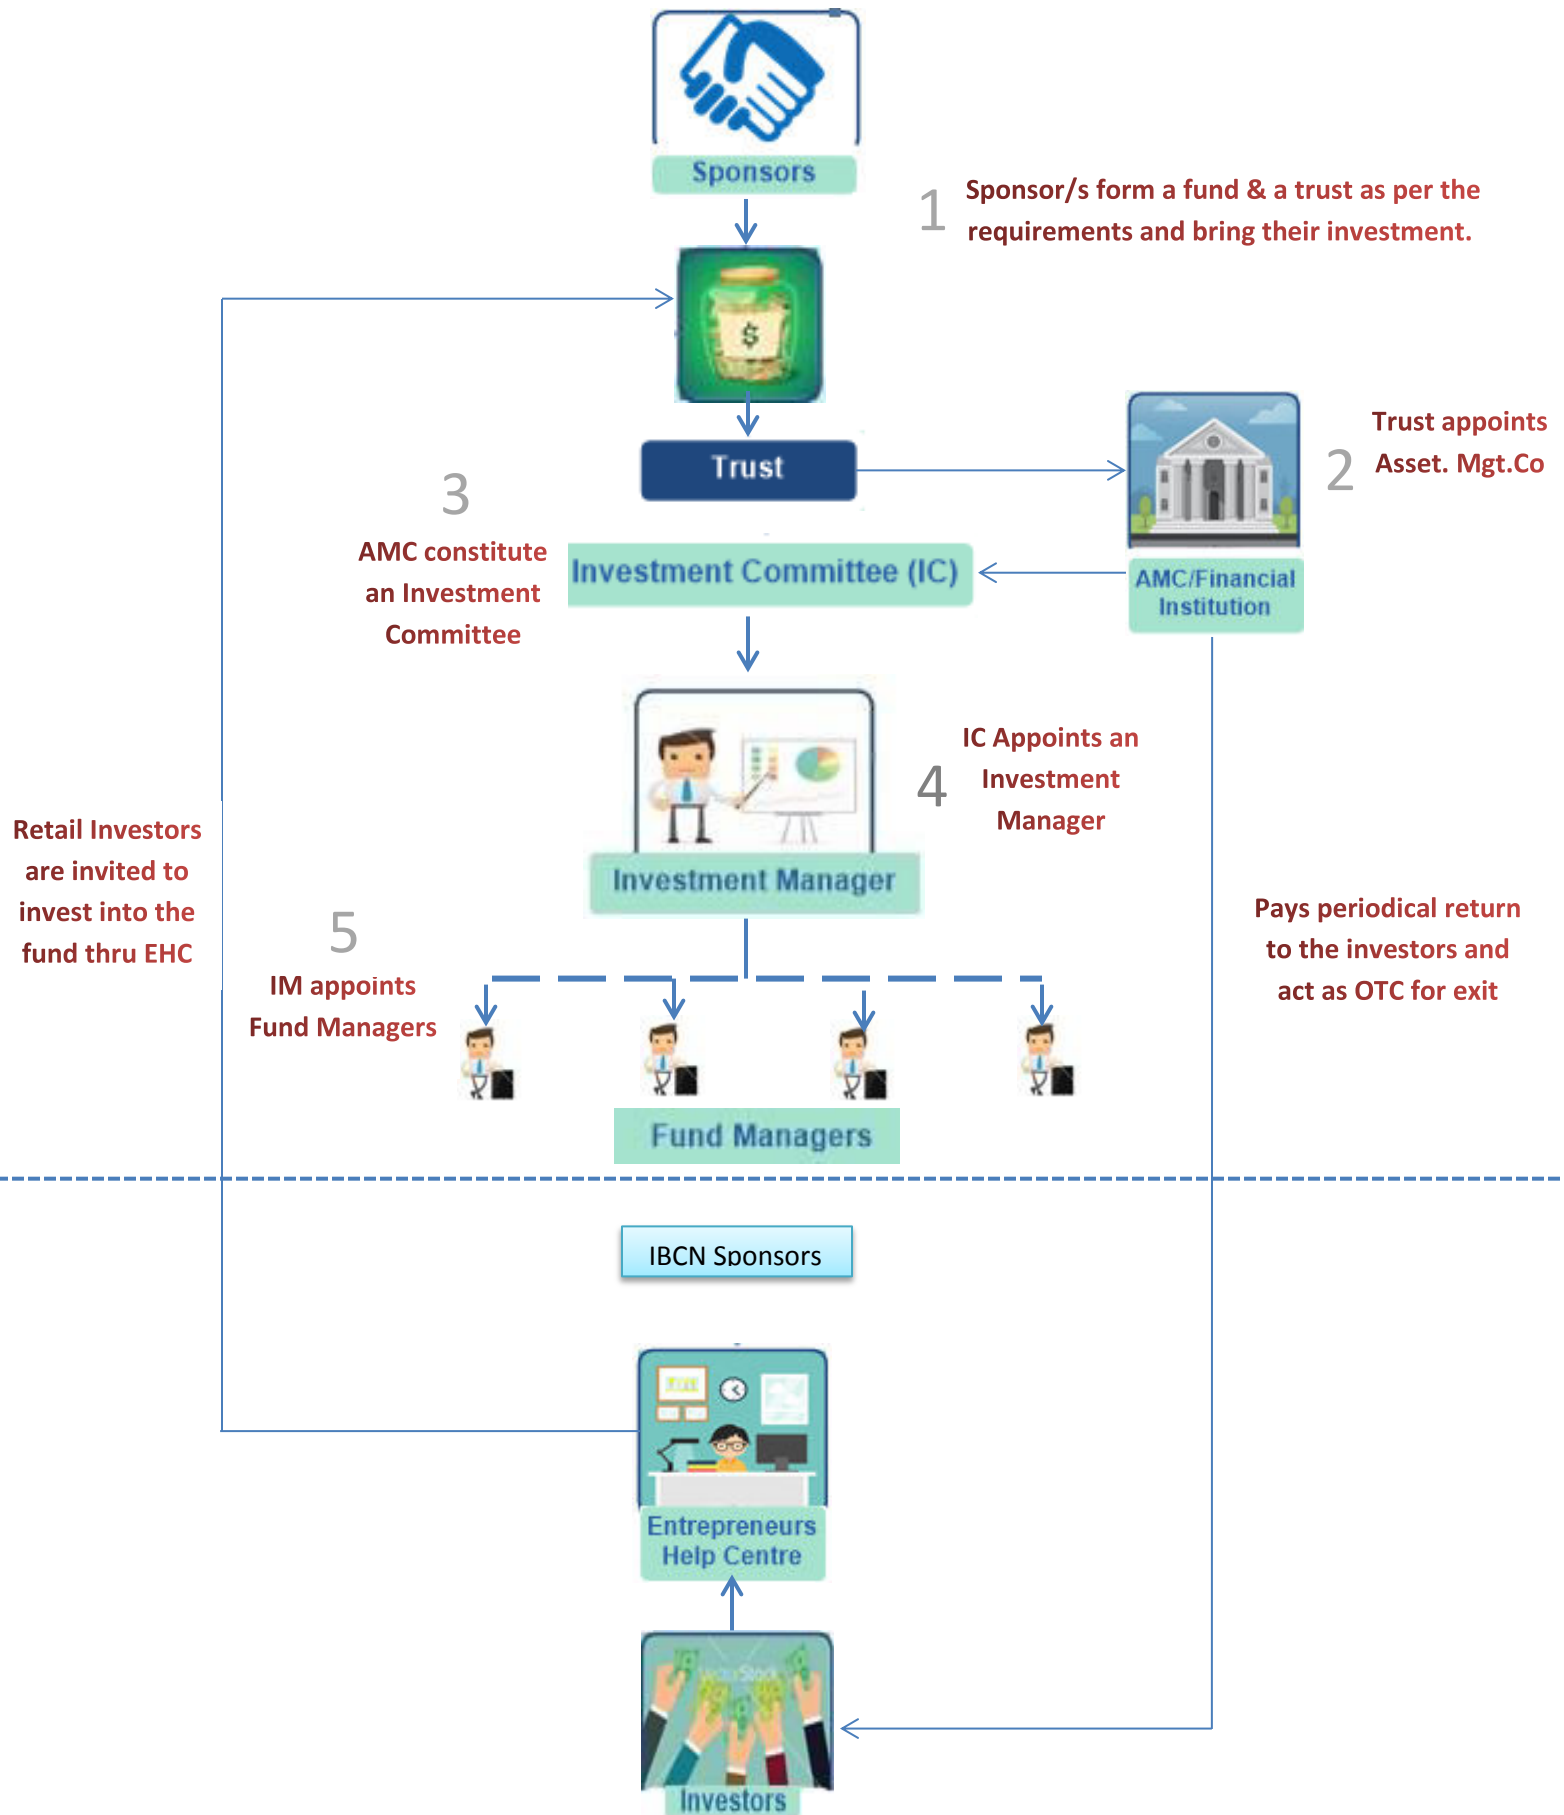 Sponsors
1
Sponsor/s form a fund & a trust as per the
requirements and bring their investment.
$
Trust
2
Trust appoints
Asset. Mgt.Co
3
AMC constitute
an Investment
Committee
Investment Committee (IC)
AMC/Financial
Institution
4
IC Appoints an
Investment
Manager
Investment Manager
Retail Investors
are invited to
invest into the
fund thru EHC
Pays periodical return
to the investors and
act as OTC for exit
5
IM appoints
Fund Managers
Fund Managers
IBCN Sponsors
Entrepreneurs
Help Centre
Investors